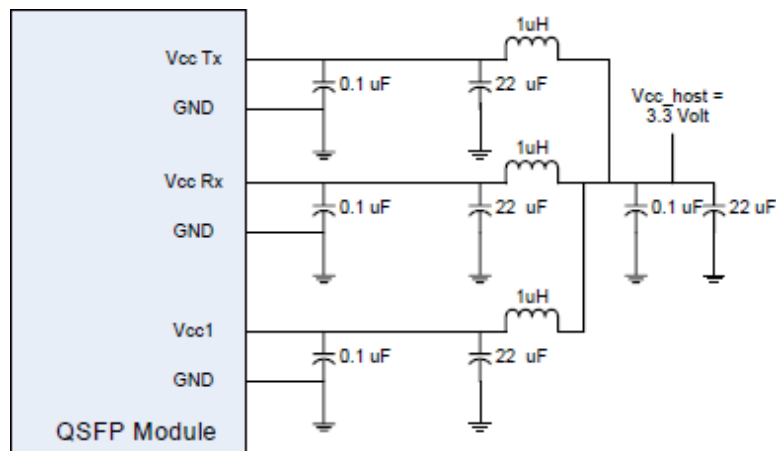 1uH
Vcc Tx
0.1 uF
22 uF
GND
Vcc_host =
3.3 Volt
1uH
Vcc Rx
0.1 uF
22 uF
0.1 uF
22 uF
GND
1uH
Vcc1
0.1 uF
22 uF
GND
QSFP Module